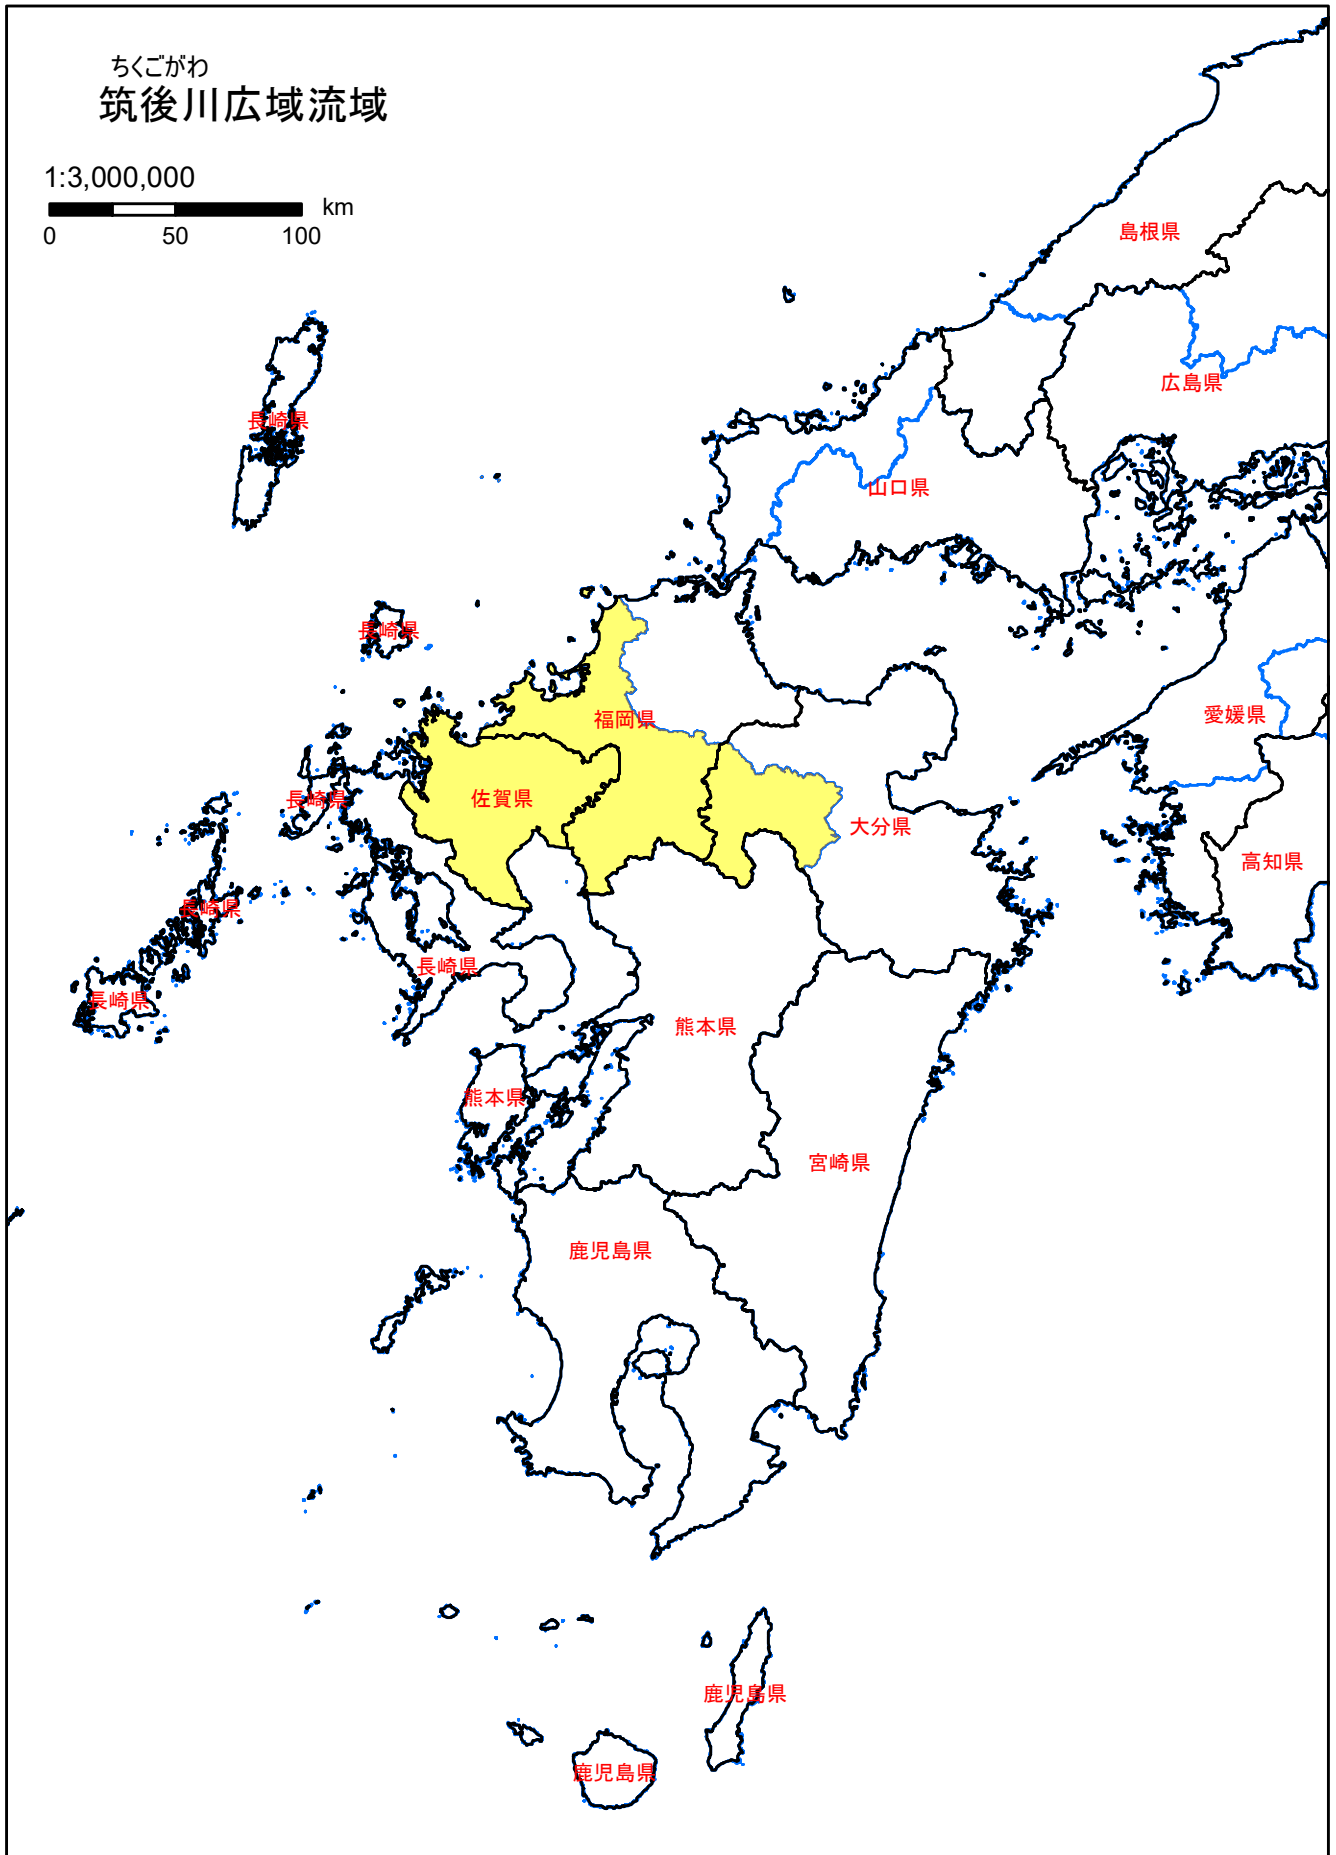 ちくごがわ
筑後川広域流域
1:3,000,000
km
0 50 100
島根県
広島県
長崎県
山口県
長崎県
愛媛県
福岡県
長崎県
佐賀県
大分県
高知県
長崎県
長崎県
長崎県
熊本県
熊本県
宮崎県
鹿児島県
鹿児島県
鹿児島県